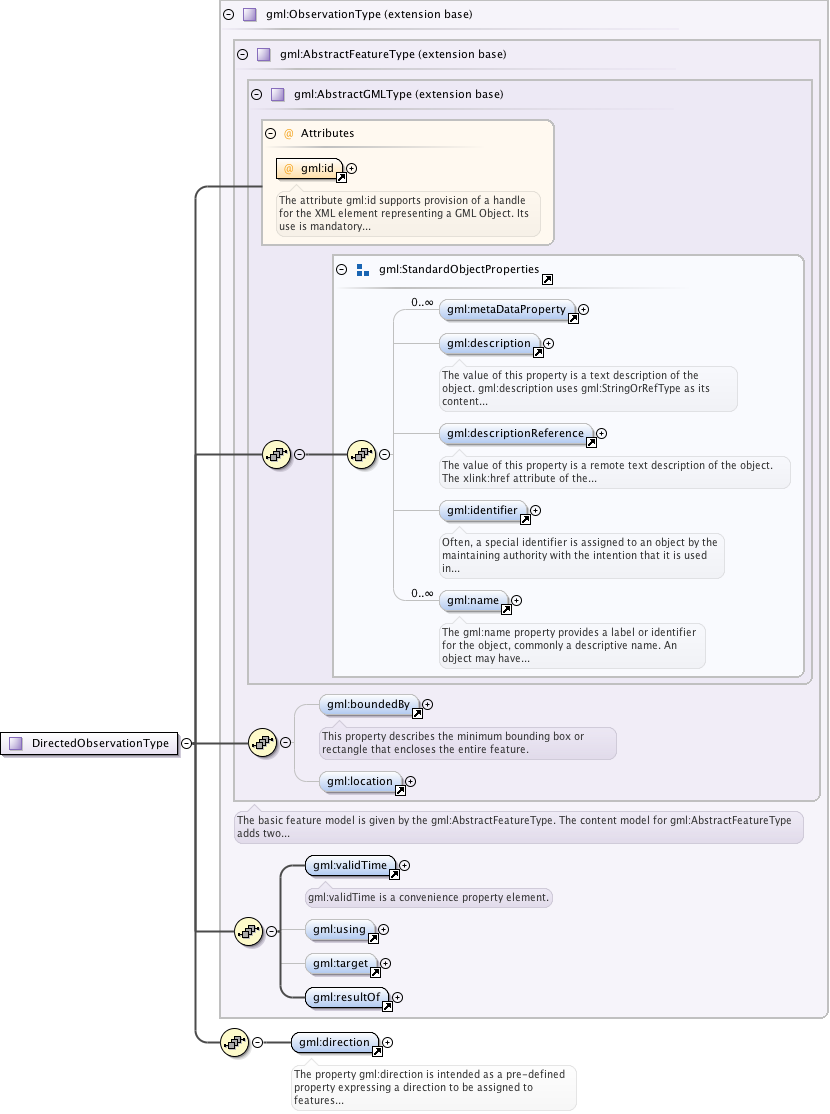 gml:ObservationType (extension base)
gml:AbstractFeatureType (extension base)
gml:AbstractGMLType (extension base)
@ Attributes
@ gml:id
The attribute gml:id supports provision of a handle
for the XML element representing a GML Object. Its
use is mandatory...
gml:StandardObjectProperties
0..∞
gml:metaDataProperty
gml:description
The value of this property is a text description of the
object. gml:description uses gml:StringOrRefType as its
content...
gml:descriptionReference
The value of this property is a remote text description of the object.
The xlink:href attribute of the...
gml:identifier
Often, a special identifier is assigned to an object by the
maintaining authority with the intention that it is used
in...
0..∞
gml:name
The gml:name property provides a label or identifier
for the object, commonly a descriptive name. An
object may have...
gml:boundedBy
This property describes the minimum bounding box or
rectangle that encloses the entire feature.
DirectedObservationType
gml:location
The basic feature model is given by the gml:AbstractFeatureType. The content model for gml:AbstractFeatureType
adds two...
gml:validTime
gml:validTime is a convenience property element.
gml:using
gml:target
gml:resultOf
gml:direction
The property gml:direction is intended as a pre-defined
property expressing a direction to be assigned to
features...